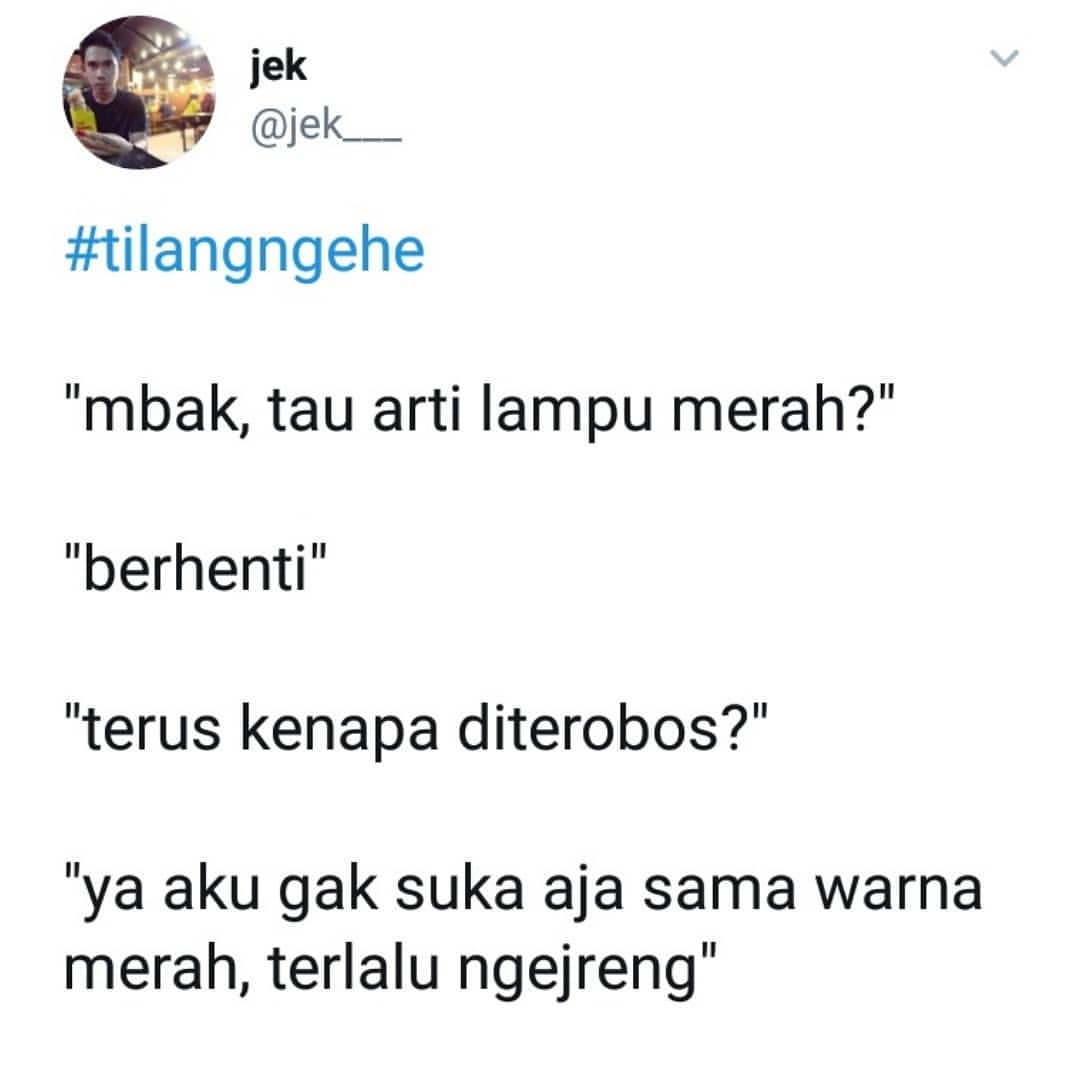 jek
@jek___
#tilangngehe
"mbak, tau arti lampu merah?"
"berhenti"
"terus kenapa diterobos?"
"ya aku gak suka aja sama warna
merah, terlalu ngejreng"